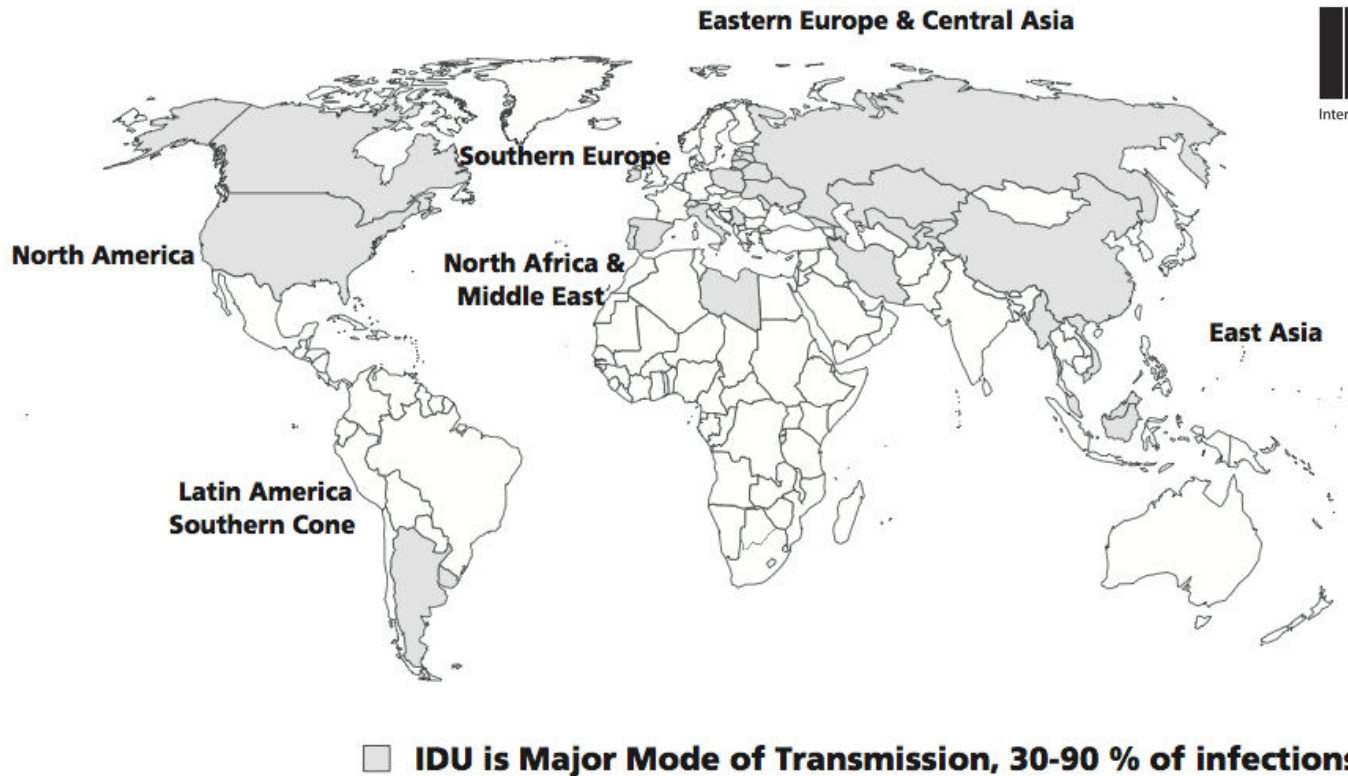 Eastern Europe & Central Asia
Inter
Southern Europe
North America
North Africa &
Middle East
East Asia
Latin America
Southern Cone
IDU is Major Mode of Transmission, 30-90 % of infections